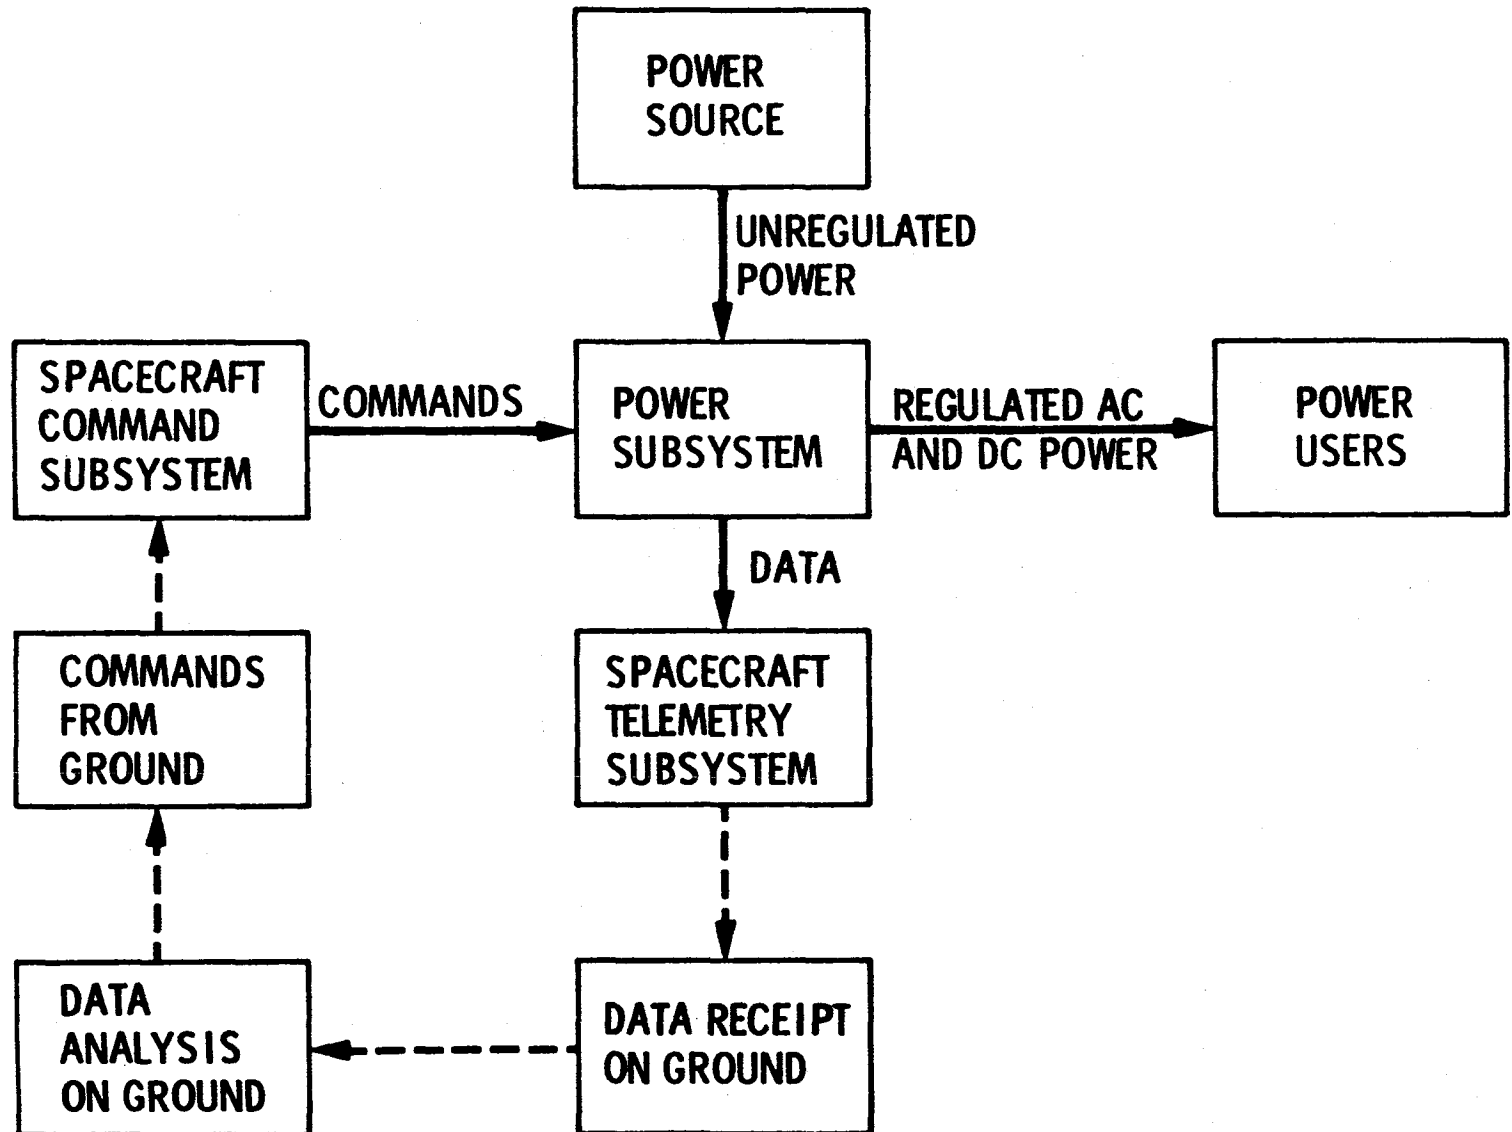 POWER
SOURCE
UNREGULATED
POWER
SPACECRAFT
COMMAND
SUBSYSTEM
COMMANDS
POWER
SUBSYSTEM
REGULATED AC
AND DC POWER
POWER
USERS
DATA
COMMANDS
FROM
GROUND
SPACECRAFT
TELEMETRY
SUBSYSTEM
DATA
ANALYSIS
ON GROUND
DATA RECEIPT
ON GROUND